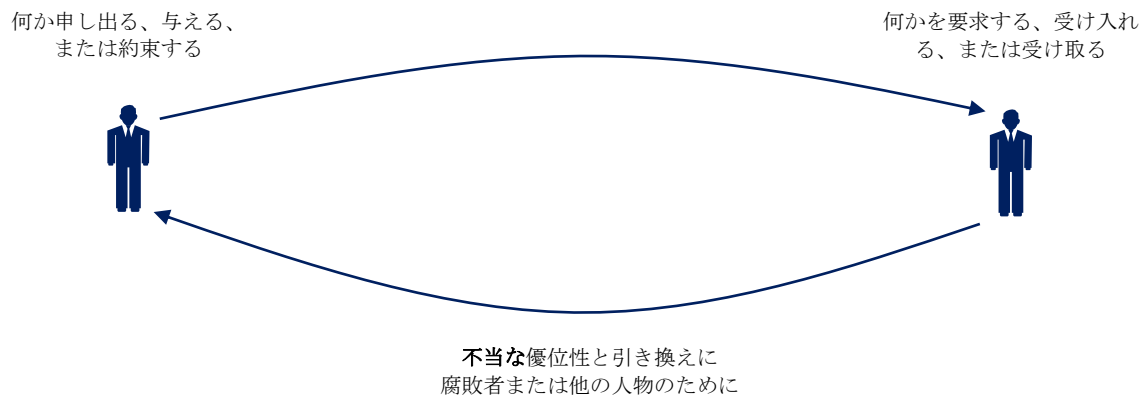 何か申し出る、与える、
または約束する
何かを要求する、受け入れ
る、または受け取る
不当な優位性と引き換えに
腐敗者または他の人物のために